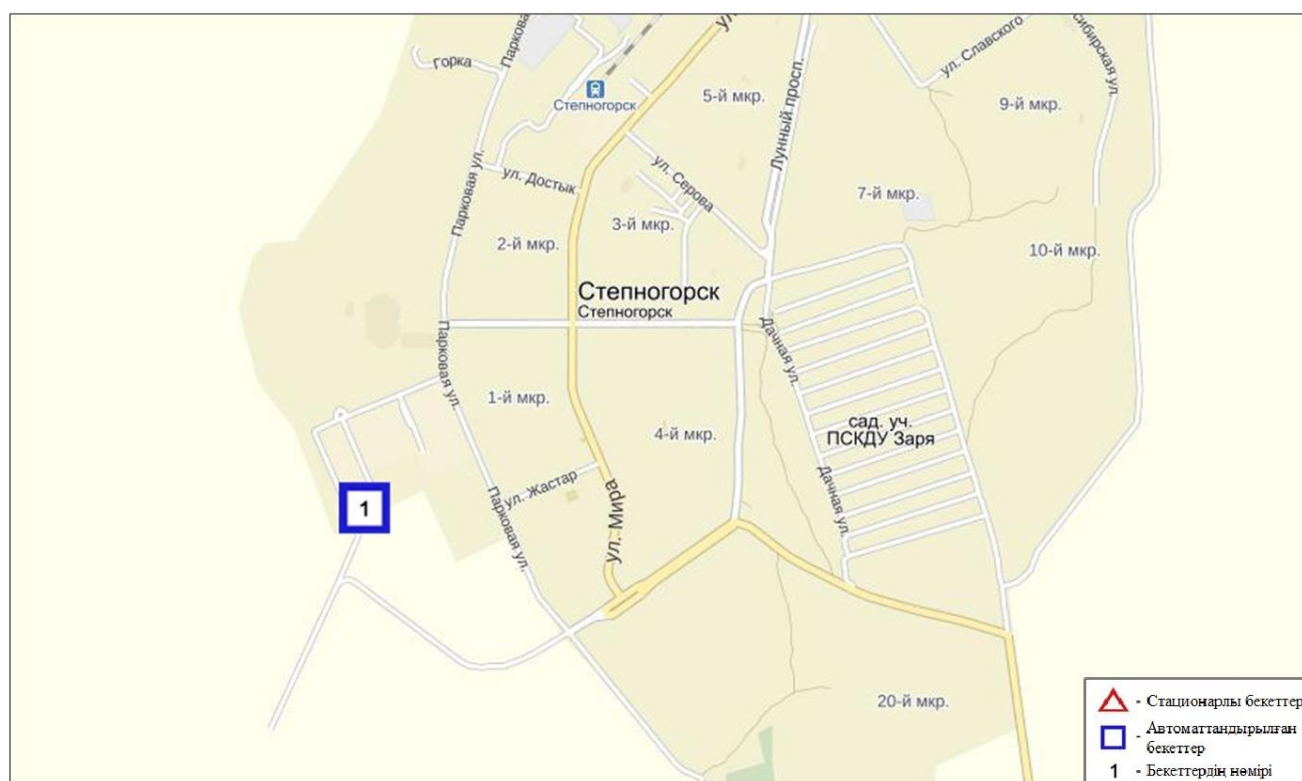 ул.
Парковая
Горка
Степногорск
5-й мкр.
Лунный просп.
ул. Славского
сибирская ул.
9-й мкр.
Парковая ул.
ул. Достык
ул. Серова
7-й мкр.
3-й мкр.
2-й мкр.
10-й мкр.
Степногорск
Степногорск
Парковая ул.
Дачная ул.
1-й мкр.
4-й мкр.
сад. уч.
ПСКДУ Заря
ул. Жастар
ул. Мира
Дачная ул.
1
Парковая ул.
20-й мкр.
- Стационарлы бекеттер
- Автоматтандырылған
бекеттер
1 - Бекеттердің нөмірі